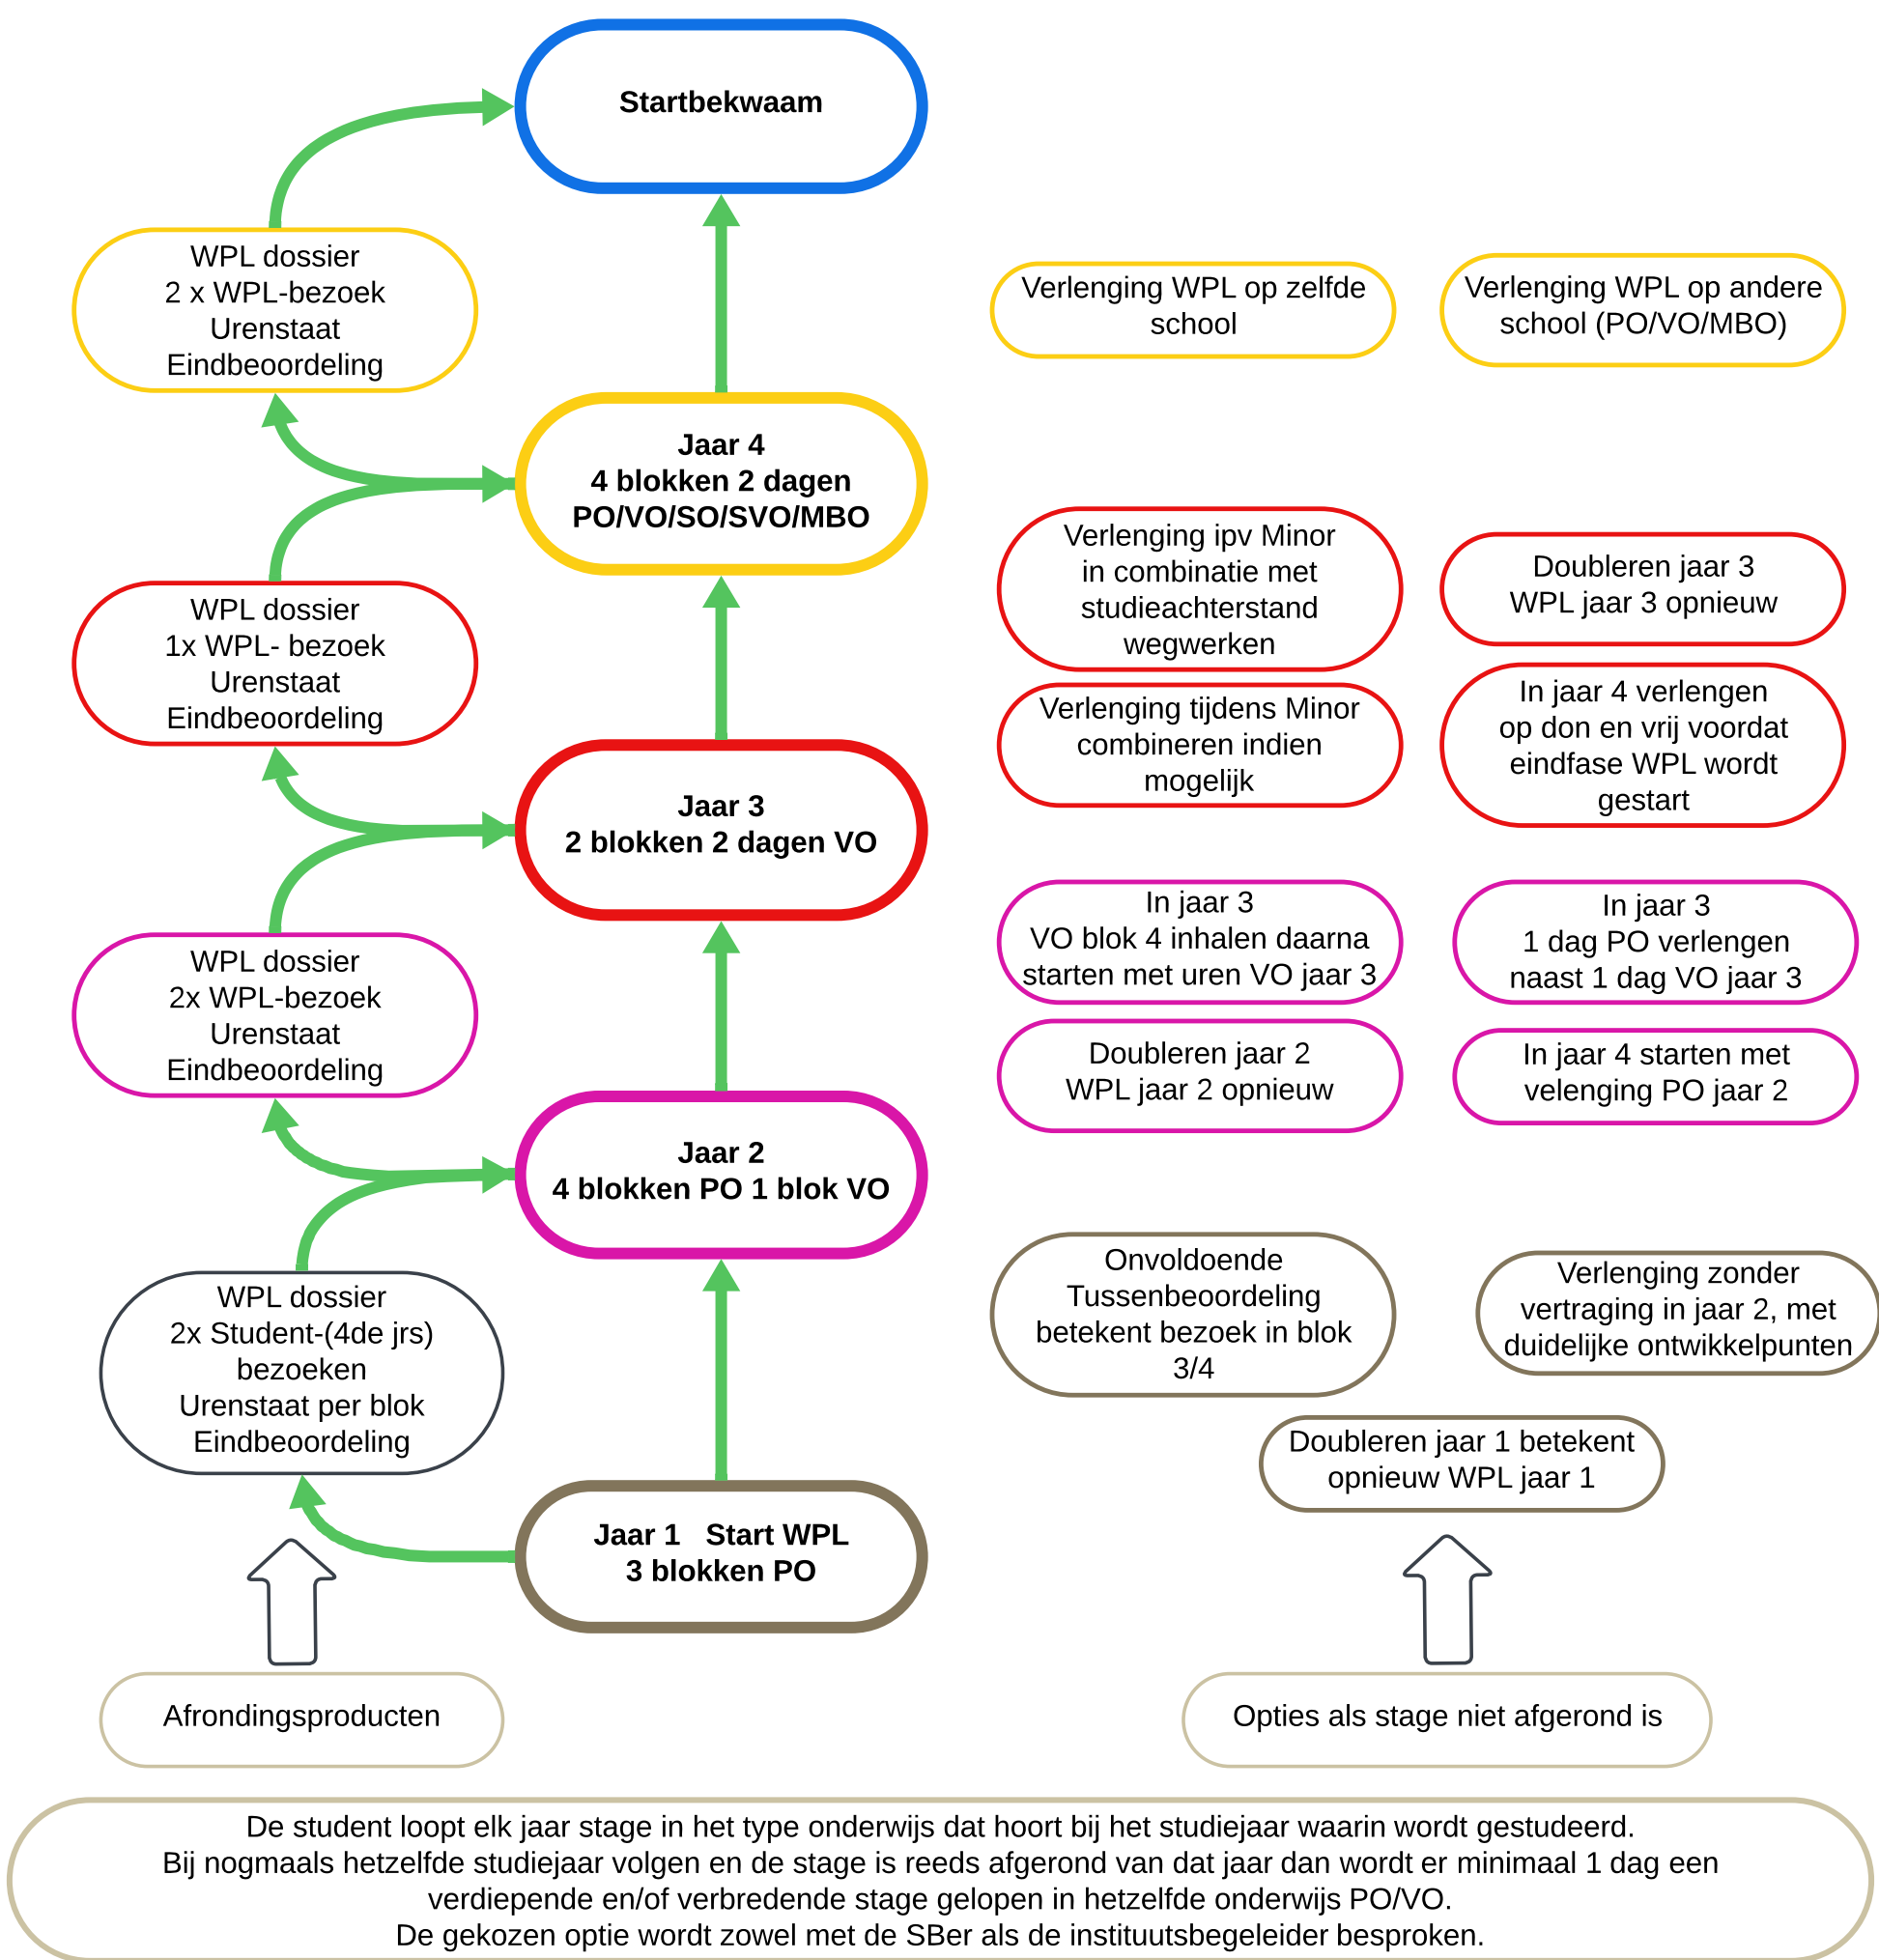 Startbekwaam
WPL dossier
2 x WPL-bezoek
Urenstaat
Eindbeoordeling
Verlenging WPL op zelfde
school
Verlenging WPL op andere
school (PO/VO/MBO)
Jaar 4
4 blokken 2 dagen
PO/VO/SO/SVO/MBO
WPL dossier
1x WPL- bezoek
Urenstaat
Eindbeoordeling
Verlenging ipv Minor
in combinatie met
studieachterstand
wegwerken
Doubleren jaar 3
WPL jaar 3 opnieuw
Verlenging tijdens Minor
combineren indien
mogelijk
In jaar 4 verlengen
op don en vrij voordat
eindfase WPL wordt
gestart
Jaar 3
2 blokken 2 dagen VO
WPL dossier
2x WPL-bezoek
Urenstaat
Eindbeoordeling
In jaar 3
VO blok 4 inhalen daarna
starten met uren VO jaar 3
In jaar 3
1 dag PO verlengen
naast 1 dag VO jaar 3
Doubleren jaar 2
WPL jaar 2 opnieuw
In jaar 4 starten met
velenging PO jaar 2
Jaar 2
4 blokken PO 1 blok VO
WPL dossier
2x Student-(4de jrs)
bezoeken
Urenstaat per blok
Eindbeoordeling
Onvoldoende
Tussenbeoordeling
betekent bezoek in blok
3/4
Verlenging zonder
vertraging in jaar 2, met
duidelijke ontwikkelpunten
Doubleren jaar 1 betekent
opnieuw WPL jaar 1
Jaar 1   Start WPL
3 blokken PO
Afrondingsproducten
Opties als stage niet afgerond is
De student loopt elk jaar stage in het type onderwijs dat hoort bij het studiejaar waarin wordt gestudeerd.
Bij nogmaals hetzelfde studiejaar volgen en de stage is reeds afgerond van dat jaar dan wordt er minimaal 1 dag een
verdiepende en/of verbredende stage gelopen in hetzelfde onderwijs PO/VO.
De gekozen optie wordt zowel met de SBer als de instituutsbegeleider besproken.